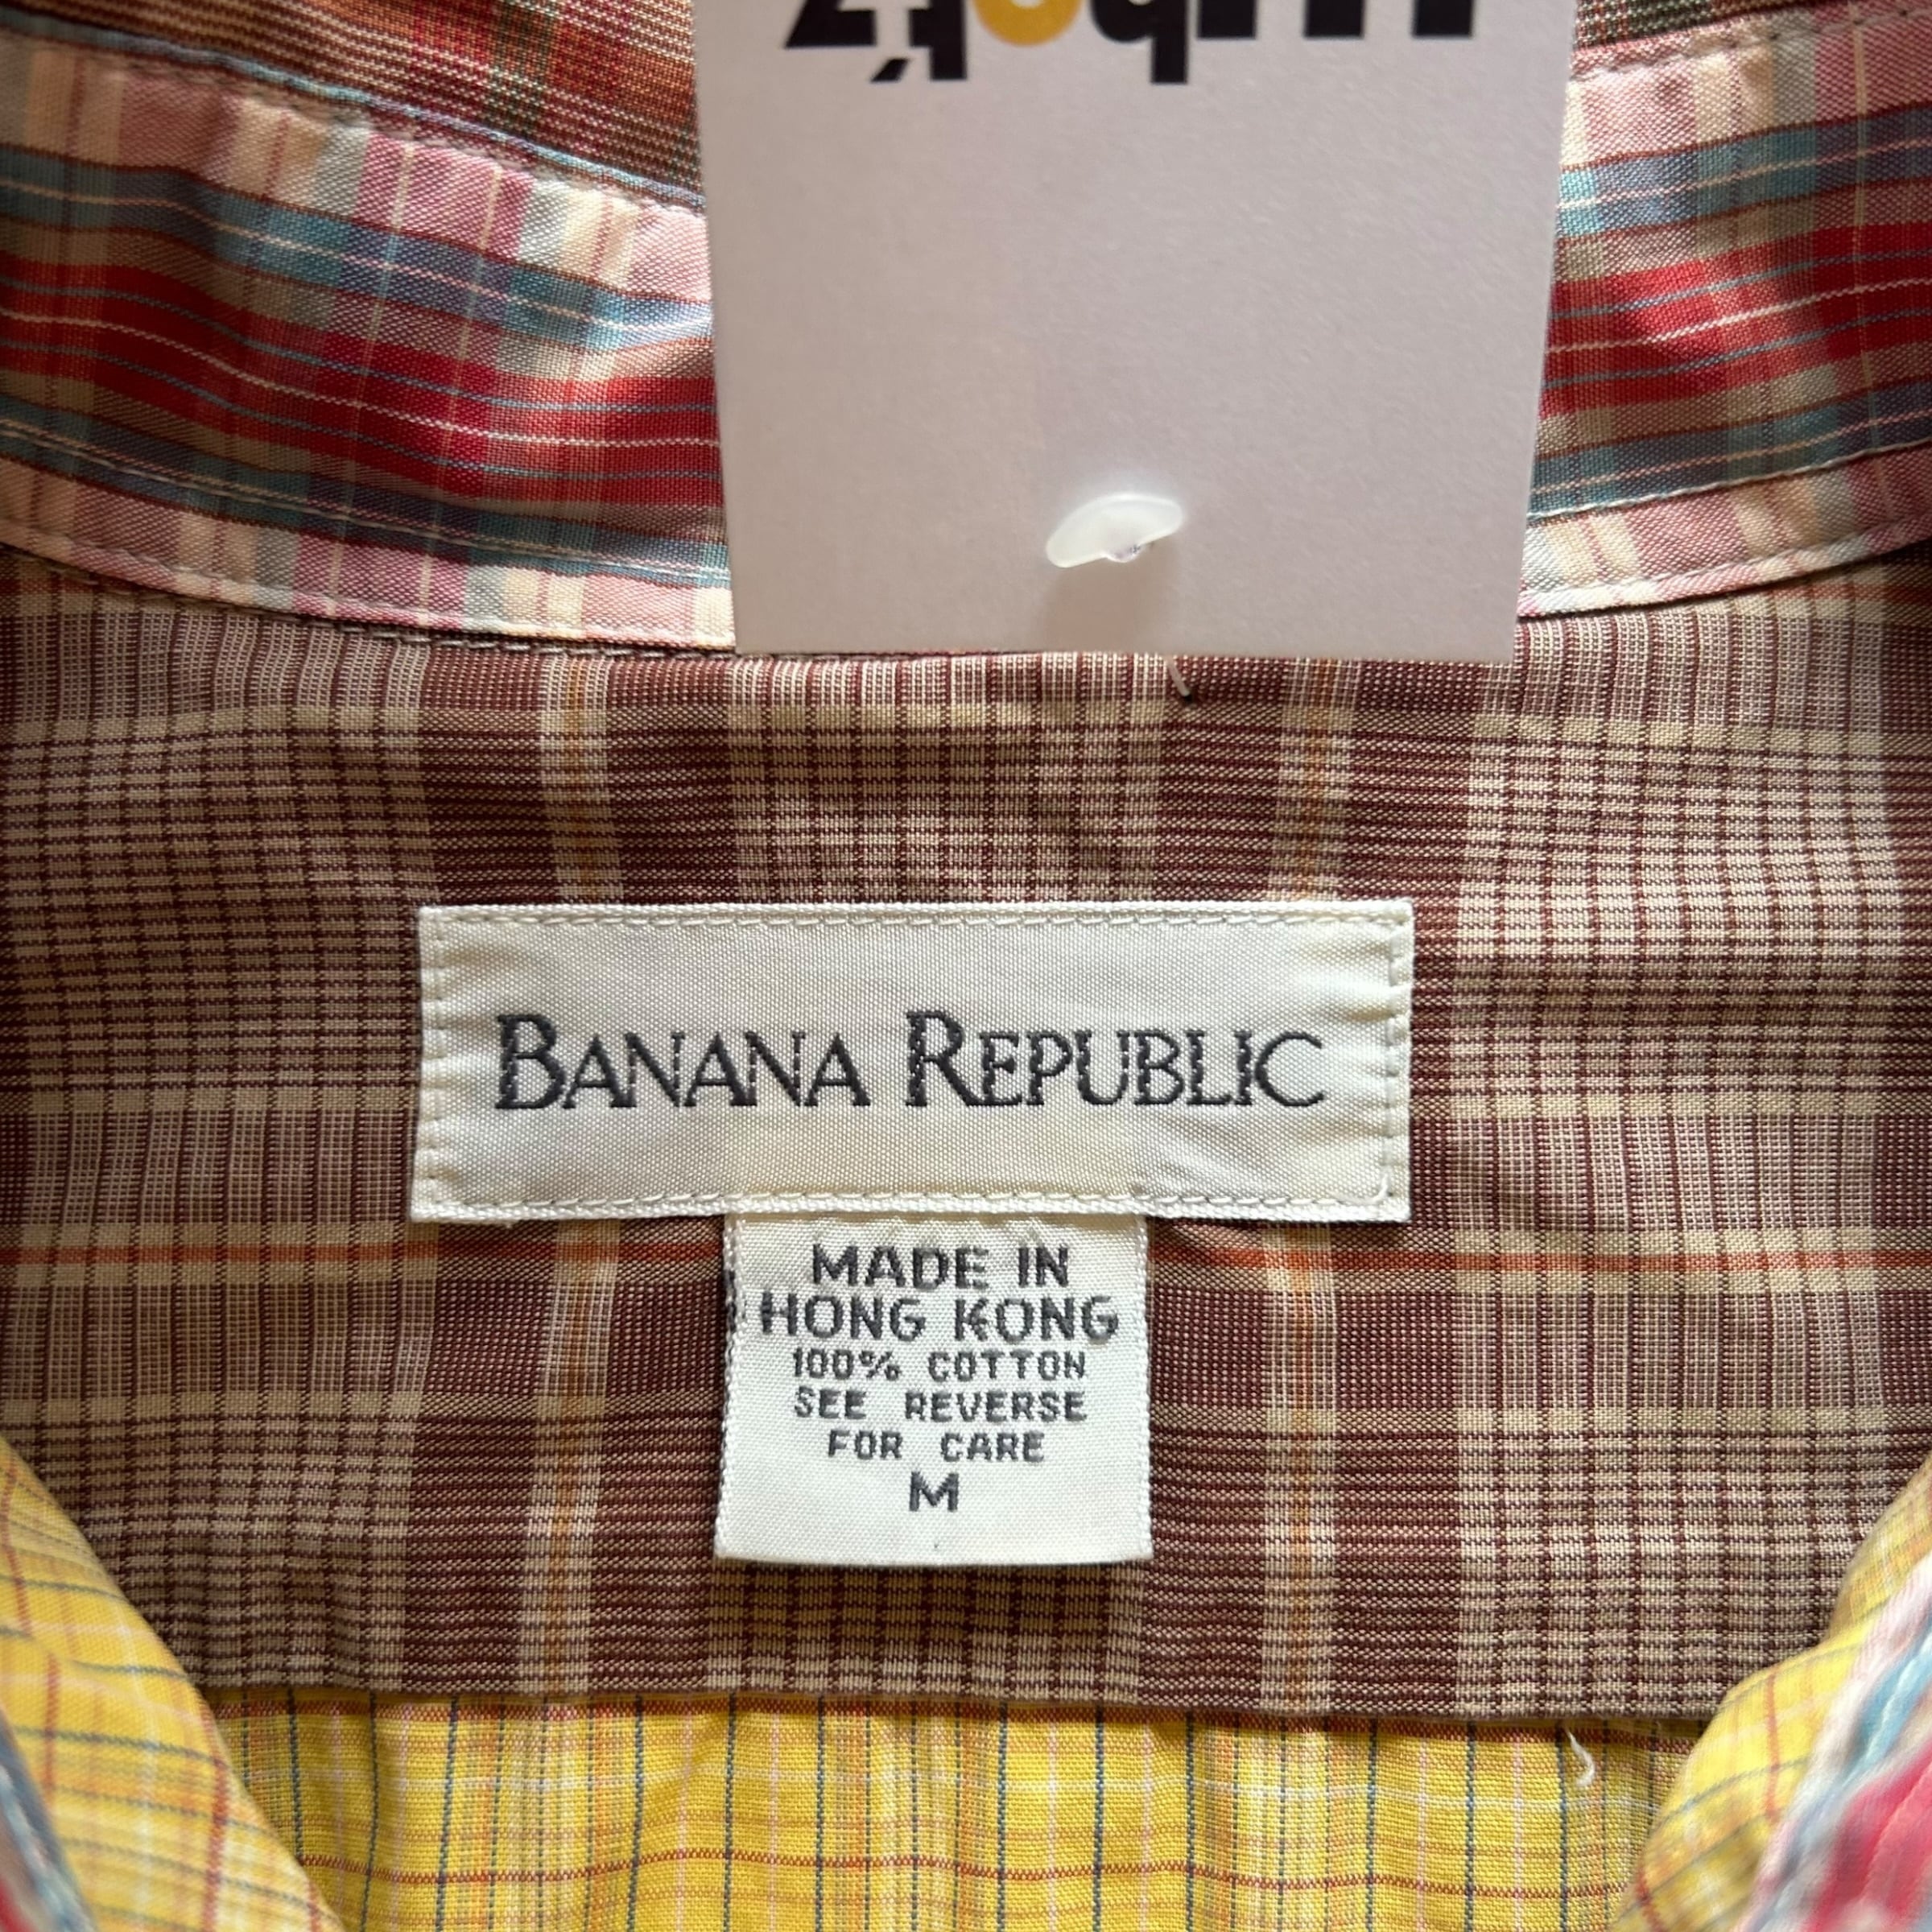 BANANA REPUBLIC
MADE IN
HONG KONG
100% COTTON
SEE REVERSE
FOR CARE
M